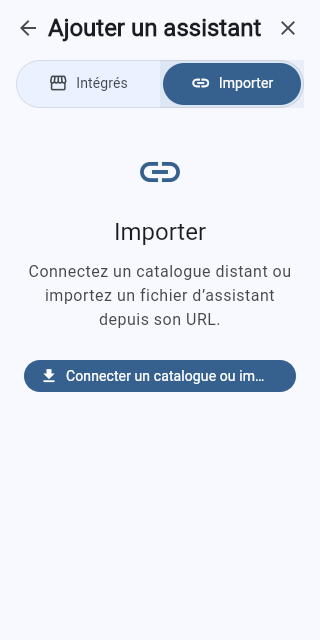 Ajouter un assistant
Intégrés
Importer
Importer
Connectez un catalogue distant ou
importez un fichier d’assistant
depuis son URL.
Connecter un catalogue ou im…